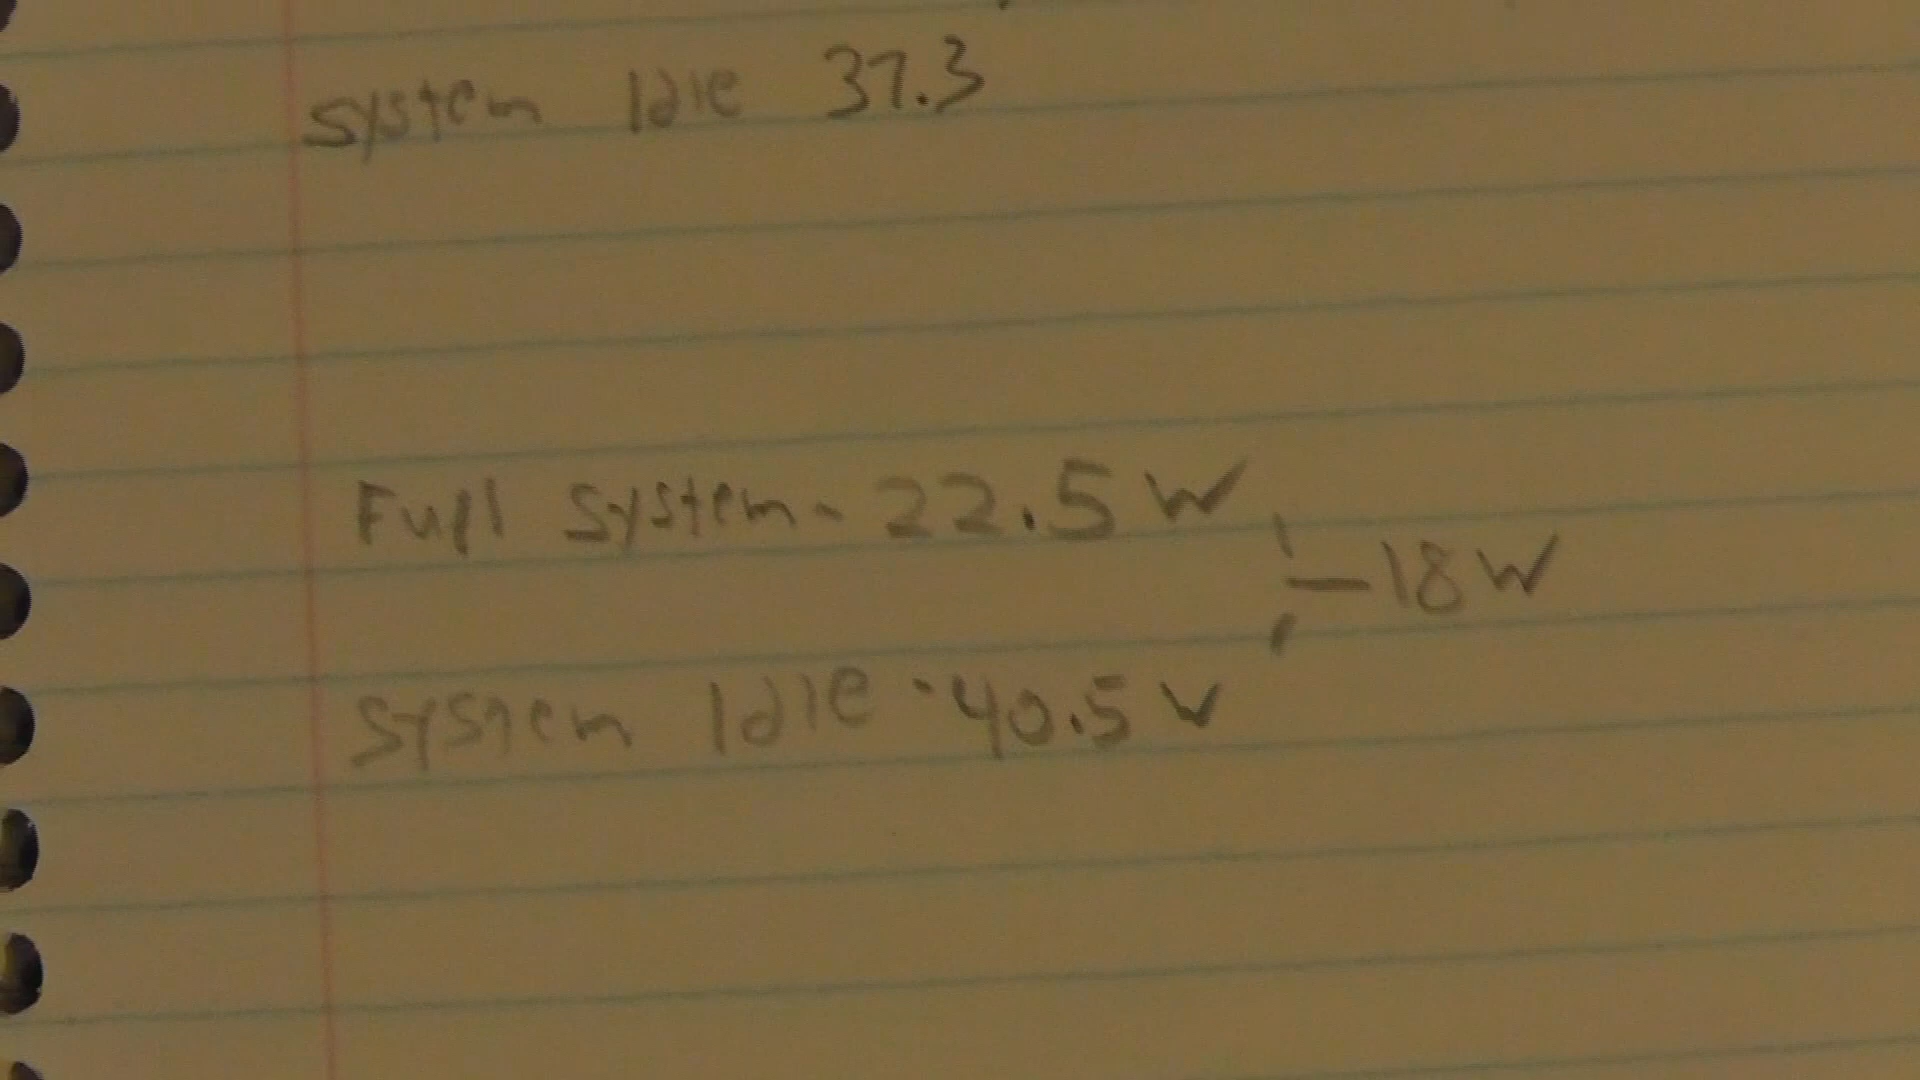 System Idle 37.3
Full System - 22.5 W
- 18 W
System Idle - 40.5 W